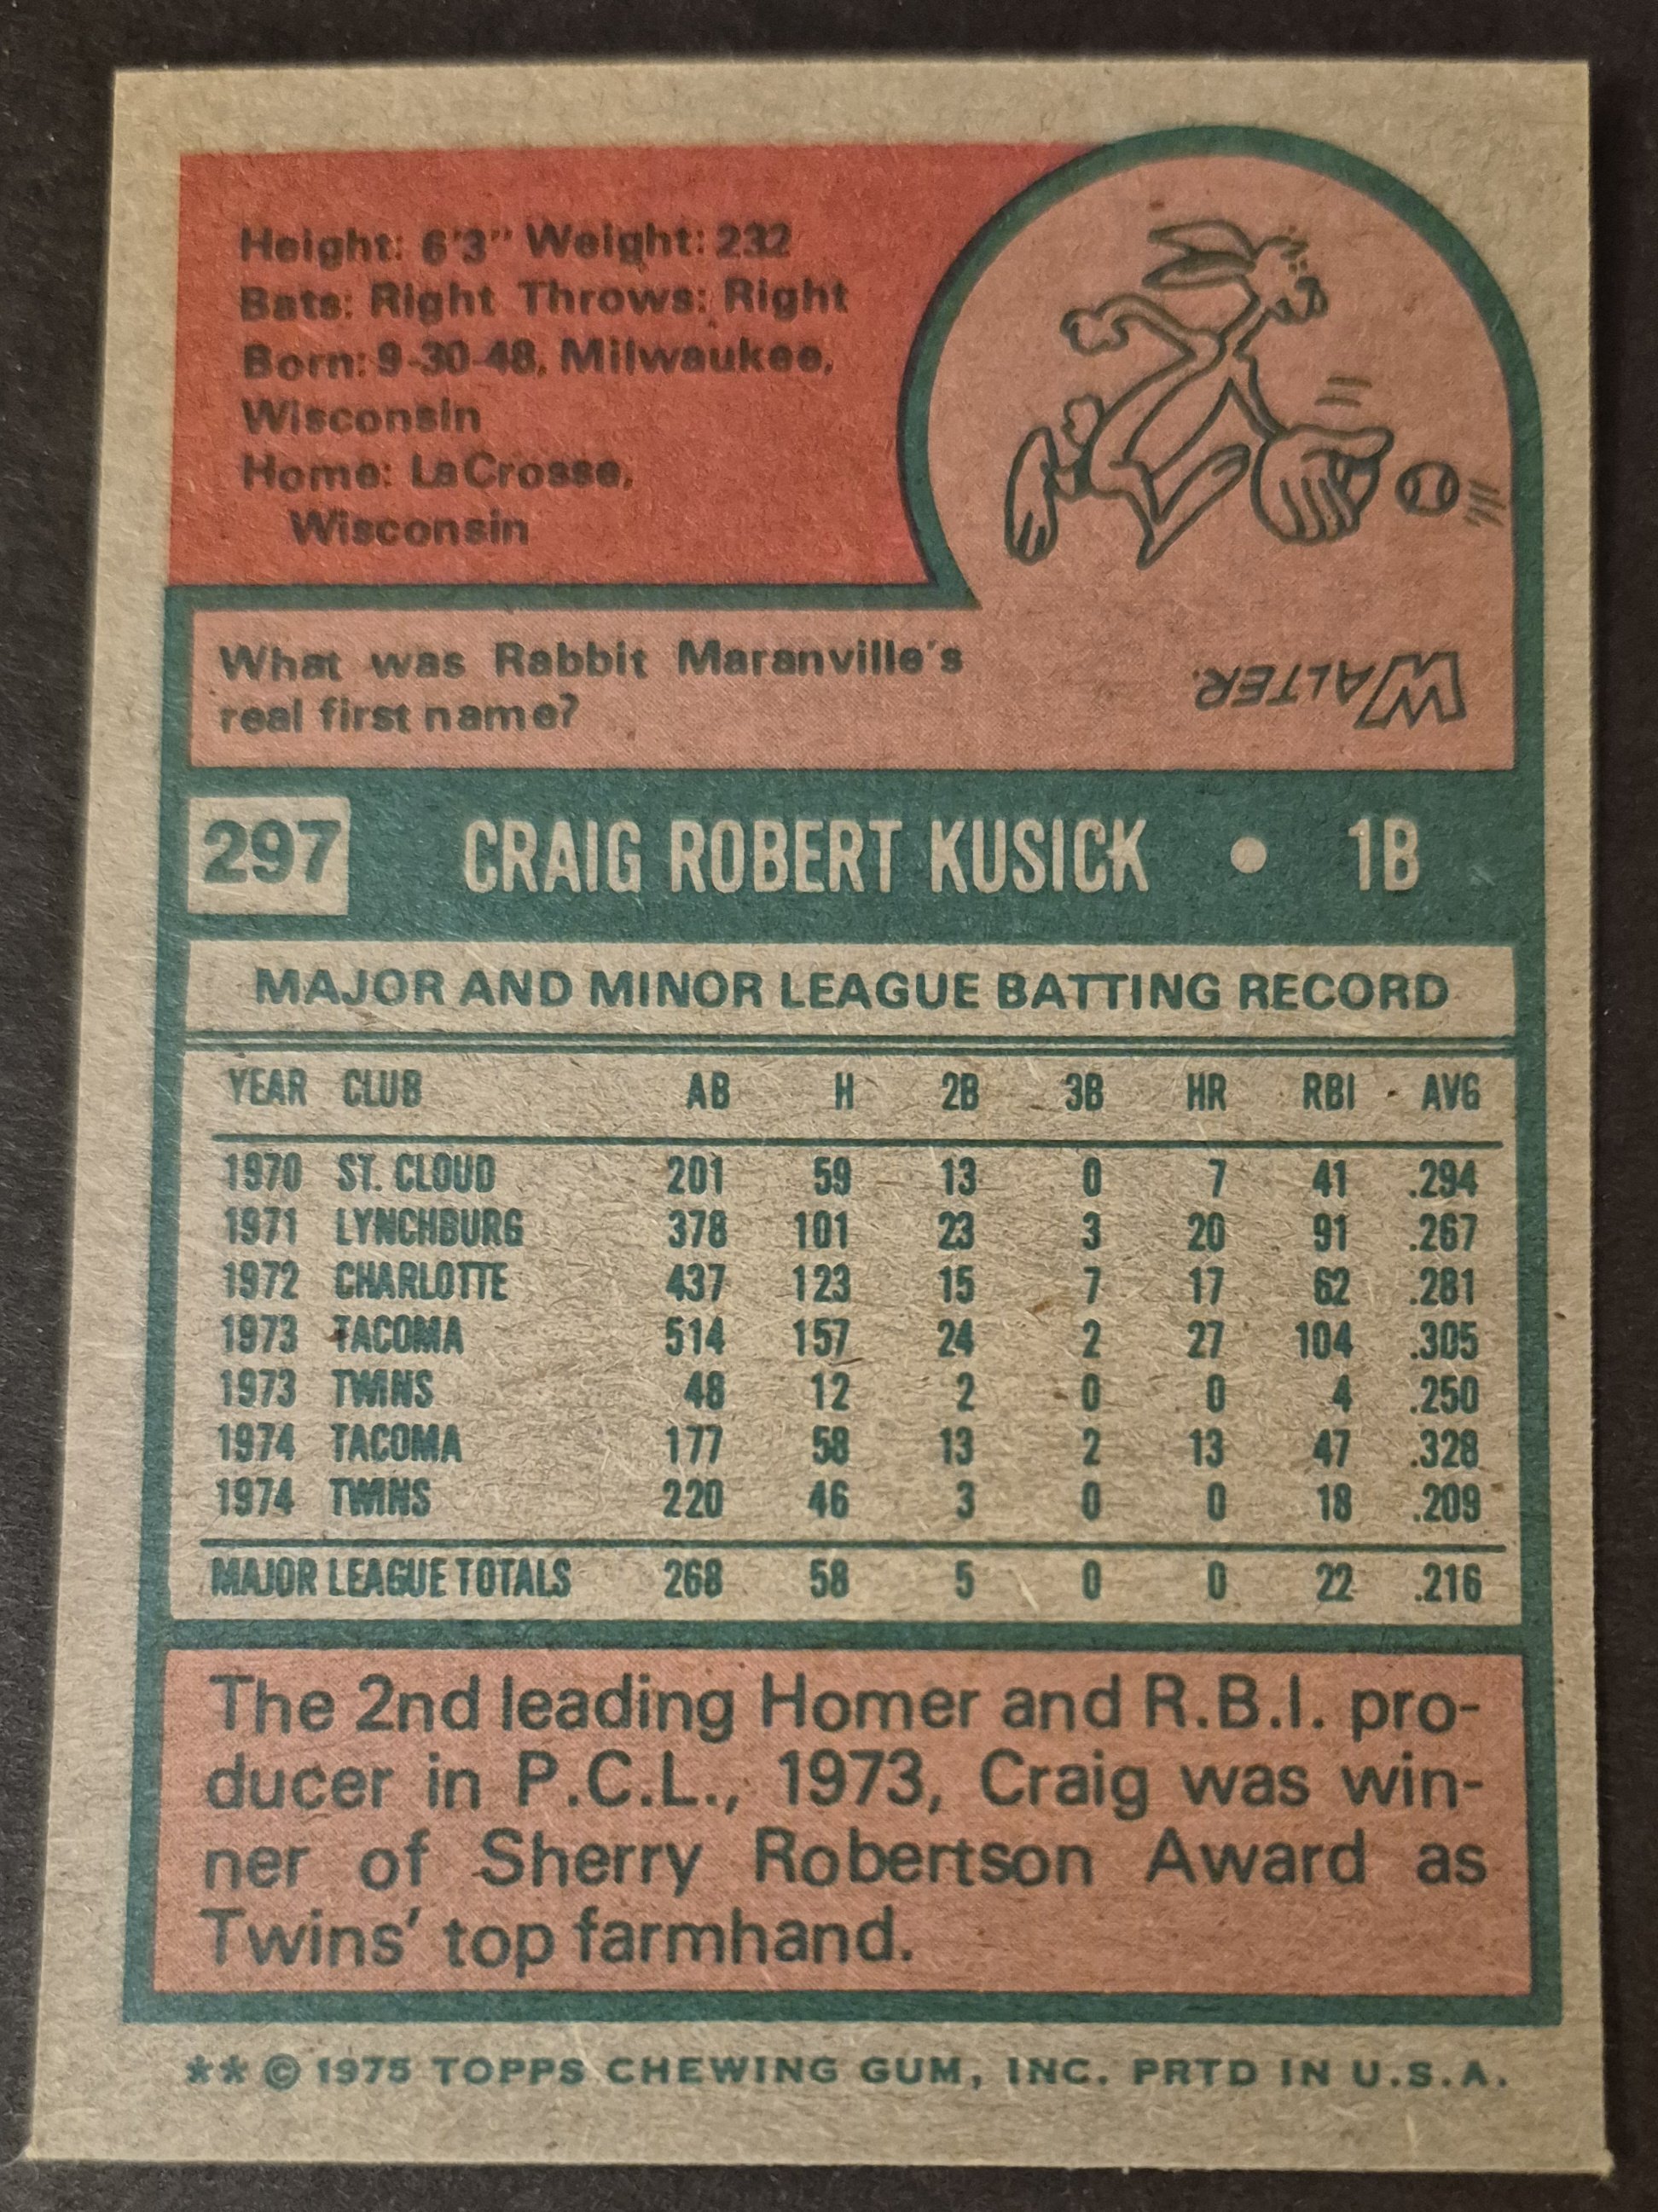 Height: 6'3" Weight: 232
Bats: Right Throws: Right
Born: 9-30-48, Milwaukee,
Wisconsin
Home: LaCrosse,
Wisconsin
What was Rabbit Maranville's
real first name?
WALTER.
297 CRAIG ROBERT KUSICK • 1B
MAJOR AND MINOR LEAGUE BATTING RECORD
YEAR CLUB AB H 2B 3B HR RBI AVG
1970 ST. CLOUD 201 59 13 0 7 41 .294
1971 LYNCHBURG 378 101 23 3 20 91 .267
1972 CHARLOTTE 437 123 15 7 17 62 .281
1973 TACOMA 514 157 24 2 27 104 .305
1973 TWINS 48 12 2 0 0 4 .250
1974 TACOMA 177 58 13 2 13 47 .328
1974 TWINS 220 46 3 0 0 18 .209
MAJOR LEAGUE TOTALS 268 58 5 0 0 22 .216
The 2nd leading Homer and R.B.I. pro-
ducer in P.C.L., 1973, Craig was win-
ner of Sherry Robertson Award as
Twins' top farmhand.
** © 1975 TOPPS CHEWING GUM, INC. PRTD IN U.S.A.